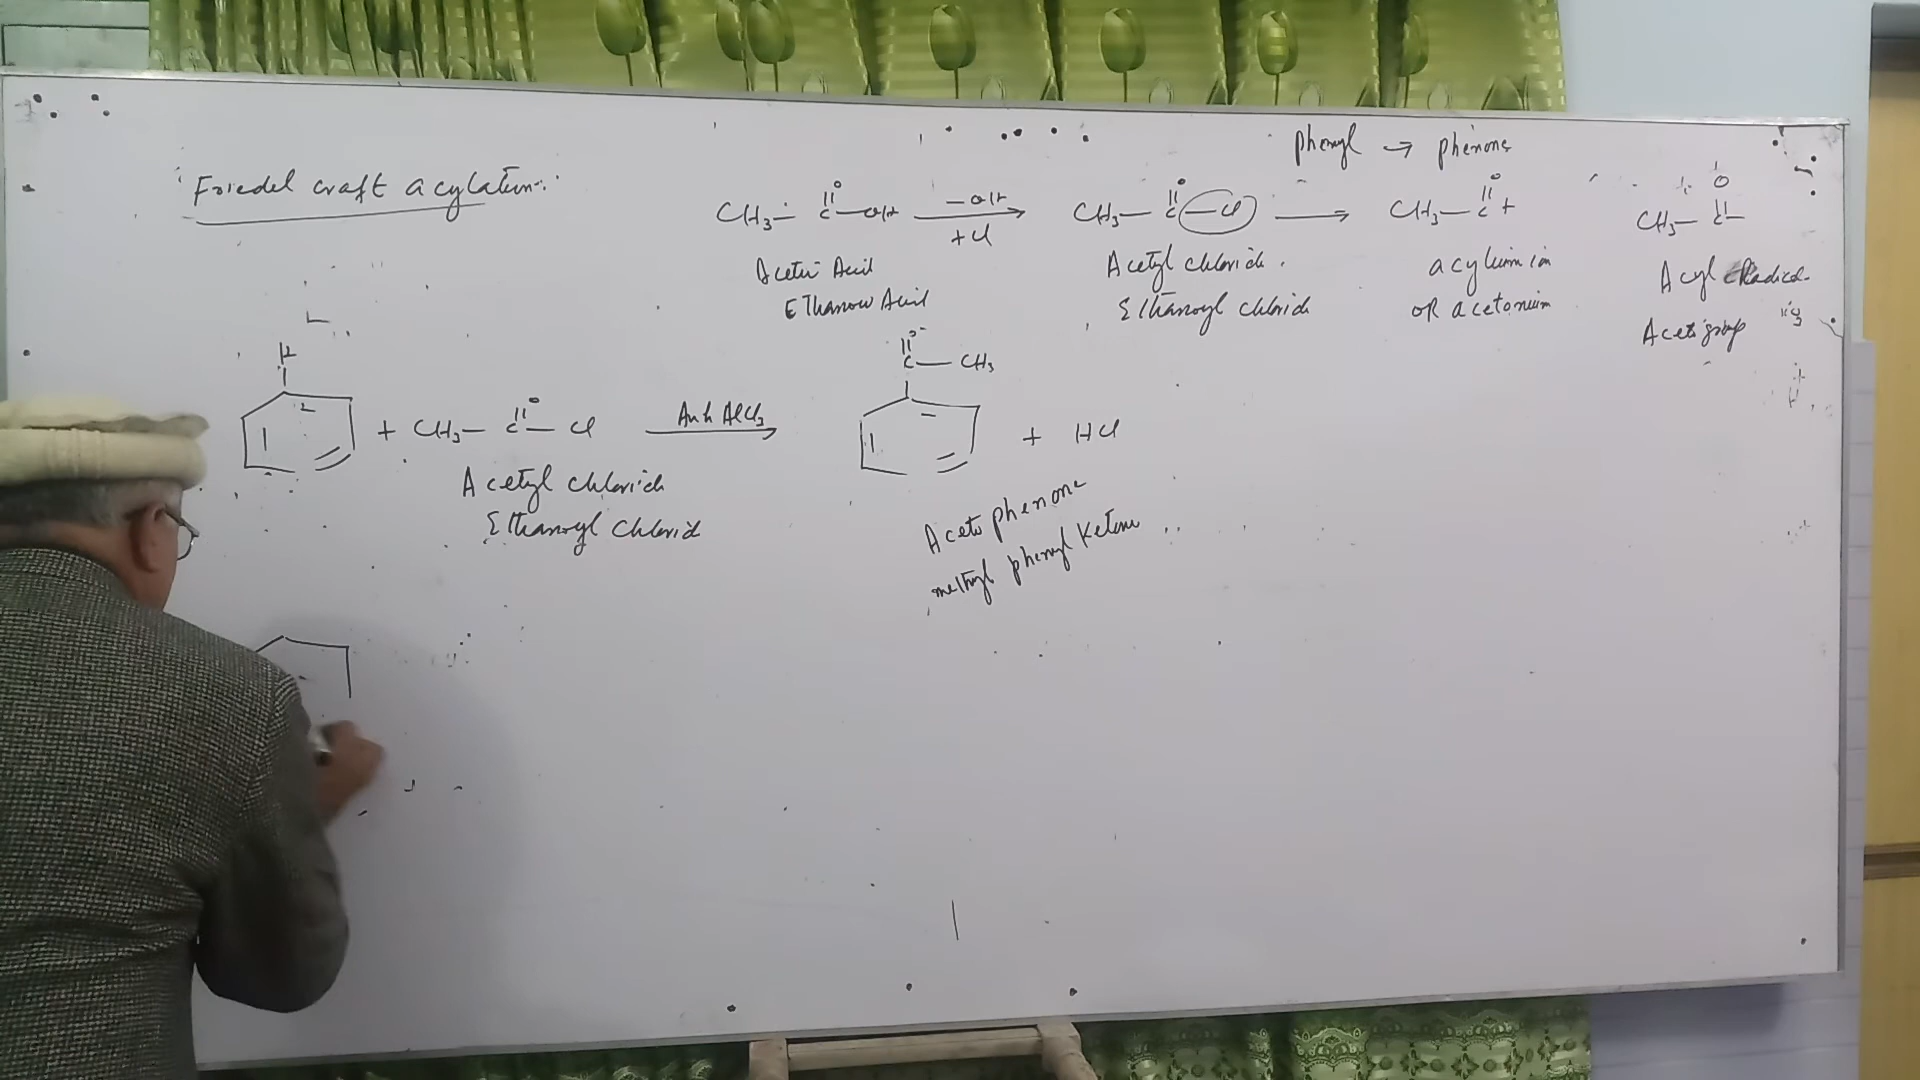 Friedel craft acylation:
phenyl → phenone
CH3 — C — OH — OH + Cl → CH3 — C — Cl → CH3 — C +
O O O O
CH3 — C —
Acetic Acid
Ethanoic Acid
Acetyl chloride.
Ethanoyl chloride
acylium ion
OR acetonium
Acyl Radical
Aceto group
H
+ CH3 — C — Cl Anh AlCl3 → + HCl
O
O
C — CH3
Acetyl chloride
Ethanoyl Chlorid
Aceto phenone
methyl phenyl Ketone